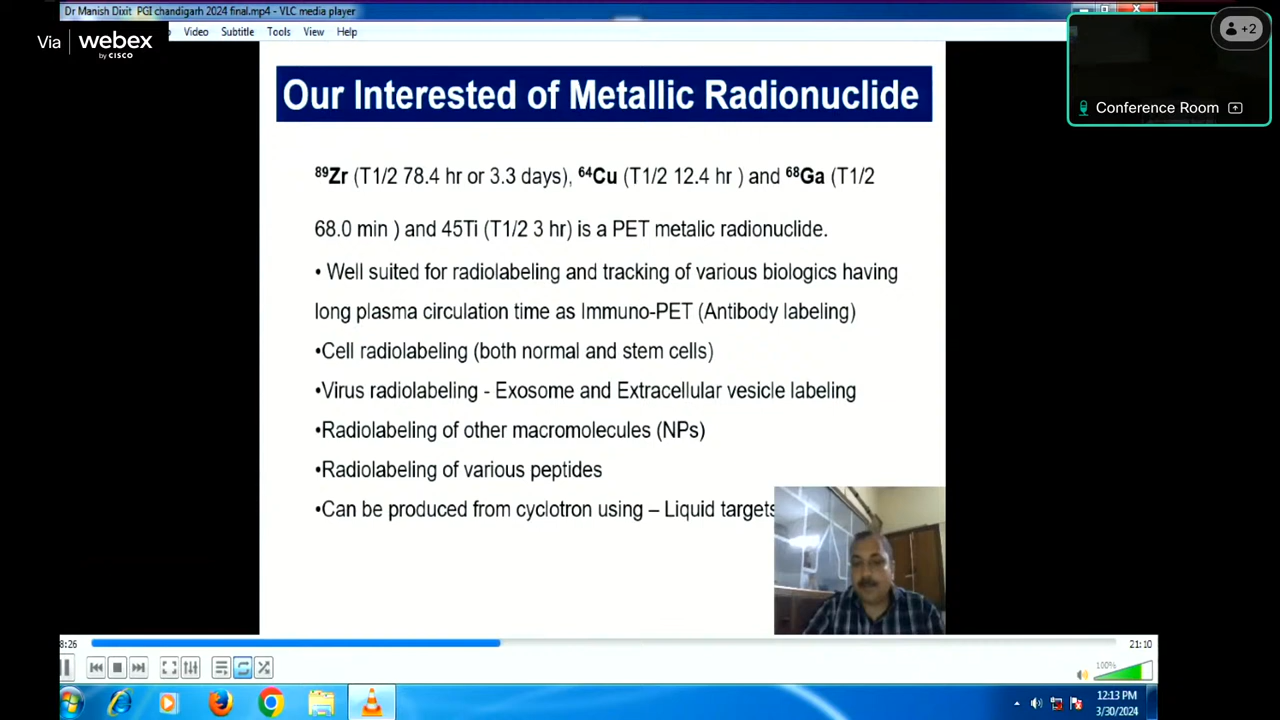 Dr Manish Dixit PGI chandigarh 2024 final.mp4 - VLC media player
Via webex by CISCO
Video Subtitle Tools View Help
+2
Conference Room
Our Interested of Metallic Radionuclide
⁸⁹Zr (T1/2 78.4 hr or 3.3 days), ⁶⁴Cu (T1/2 12.4 hr ) and ⁶⁸Ga (T1/2
68.0 min ) and 45Ti (T1/2 3 hr) is a PET metalic radionuclide.
• Well suited for radiolabeling and tracking of various biologics having
long plasma circulation time as Immuno-PET (Antibody labeling)
•Cell radiolabeling (both normal and stem cells)
•Virus radiolabeling - Exosome and Extracellular vesicle labeling
•Radiolabeling of other macromolecules (NPs)
•Radiolabeling of various peptides
•Can be produced from cyclotron using – Liquid targets
8:26
21:10
100%
12:13 PM
3/30/2024